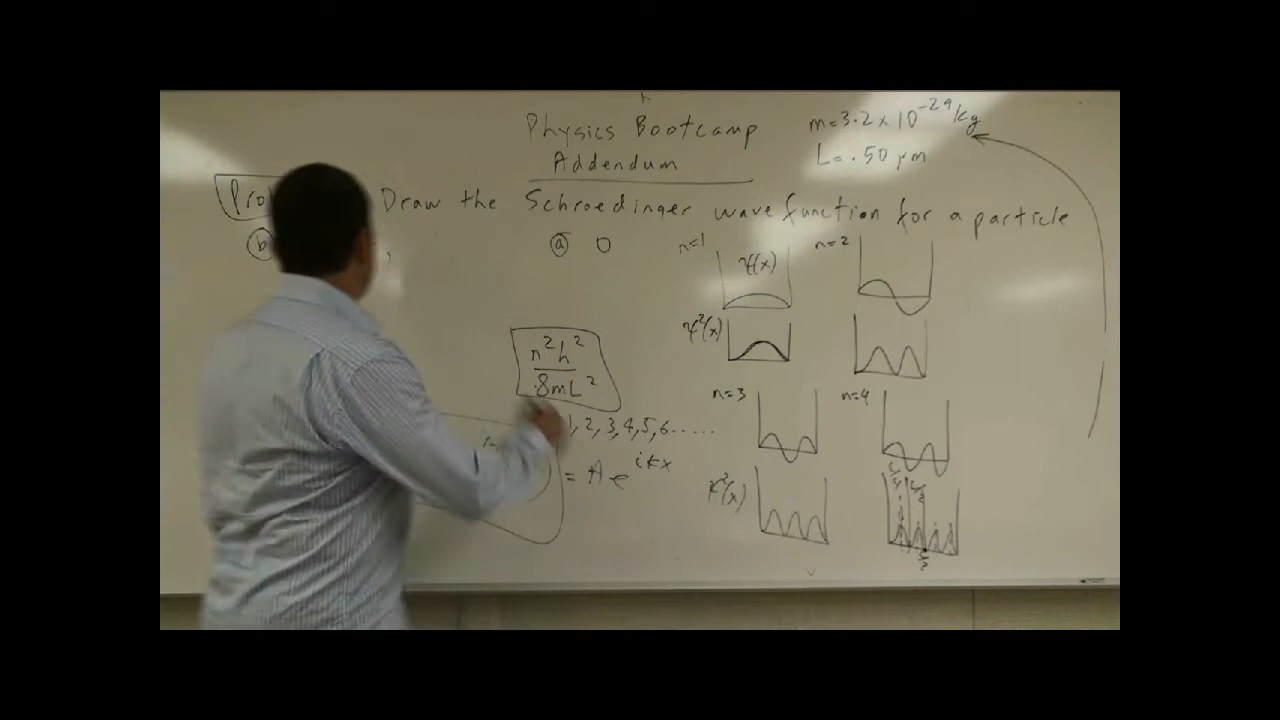 Physics Bootcamp
Addendum
m=3.2 x 10^-29 kg
L= .50 μm
Draw the Schroedinger wave function for a particle
ⓑ
ⓐ 0
n=1
ψ(x)
n=2
ψ²(x)
n²h²
8mL²
1, 2, 3, 4, 5, 6 .....
= A e^ikx
n=3
n=4
ψ²(x)
L/2